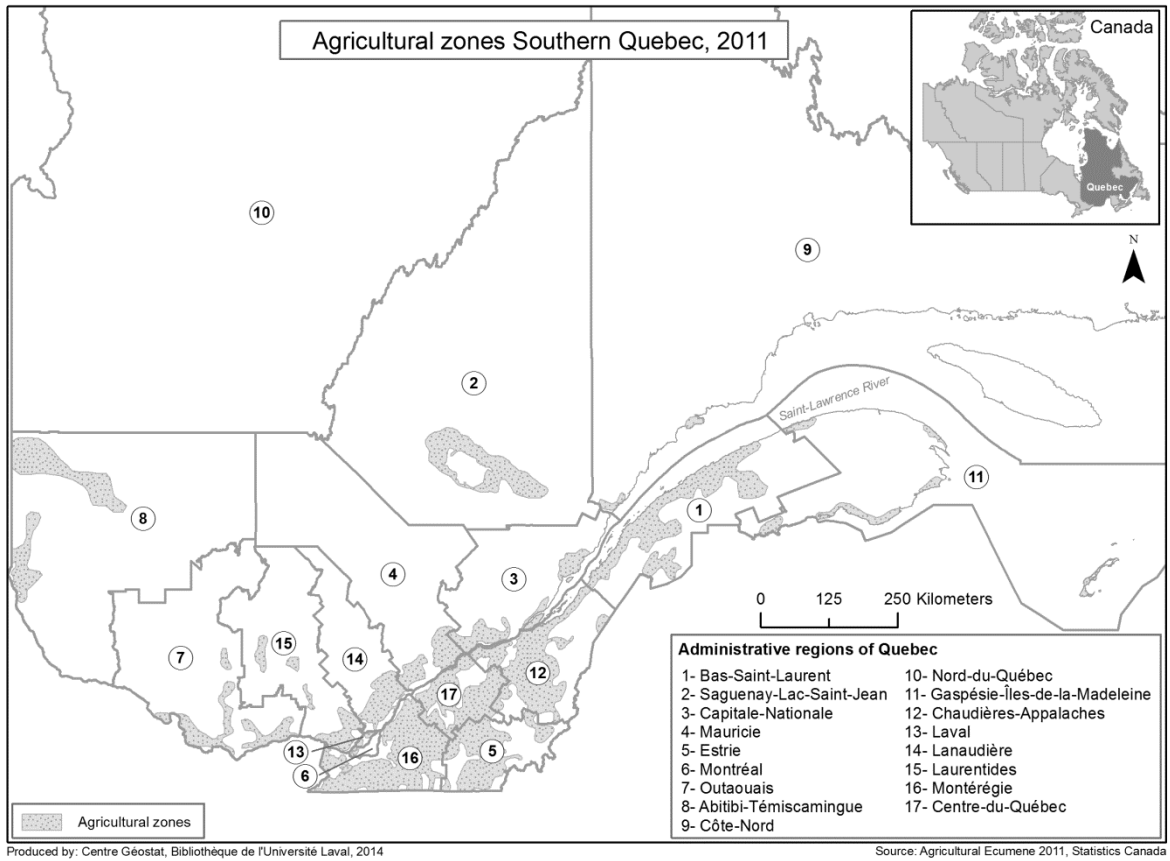 Agricultural zones Southern Quebec, 2011
Canada
Quebec
N
10
9
2
Saint-Lawrence River
11
8
1
4
3
0 125 250 Kilometers
7
15
14
12
17
13
16
5
6
Administrative regions of Quebec
1- Bas-Saint-Laurent
2- Saguenay-Lac-Saint-Jean
3- Capitale-Nationale
4- Mauricie
5- Estrie
6- Montréal
7- Outaouais
8- Abitibi-Témiscamingue
9- Côte-Nord
10- Nord-du-Québec
11- Gaspésie-Îles-de-la-Madeleine
12- Chaudières-Appalaches
13- Laval
14- Lanaudière
15- Laurentides
16- Montérégie
17- Centre-du-Québec
Agricultural zones
Produced by: Centre Géostat, Bibliothèque de l'Université Laval, 2014
Source: Agricultural Ecumene 2011, Statistics Canada